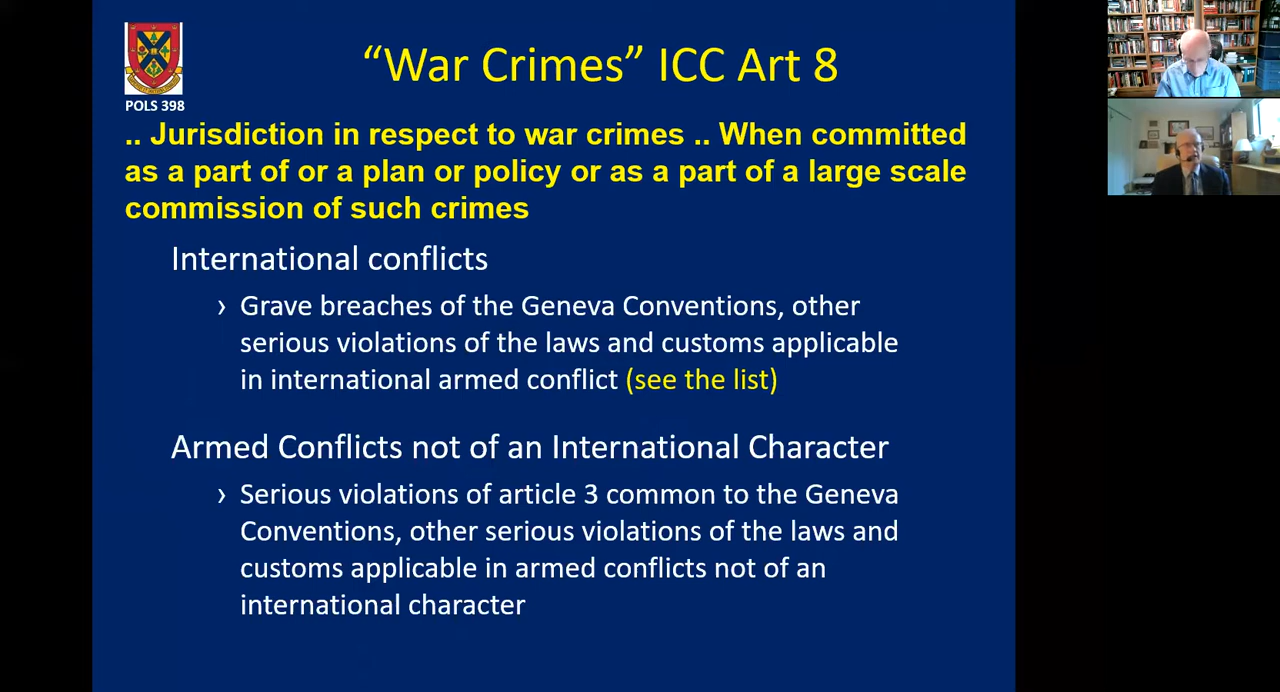 “War Crimes” ICC Art 8
POLS 398
.. Jurisdiction in respect to war crimes .. When committed
as a part of or a plan or policy or as a part of a large scale
commission of such crimes
International conflicts
› Grave breaches of the Geneva Conventions, other
serious violations of the laws and customs applicable
in international armed conflict (see the list)
Armed Conflicts not of an International Character
› Serious violations of article 3 common to the Geneva
Conventions, other serious violations of the laws and
customs applicable in armed conflicts not of an
international character